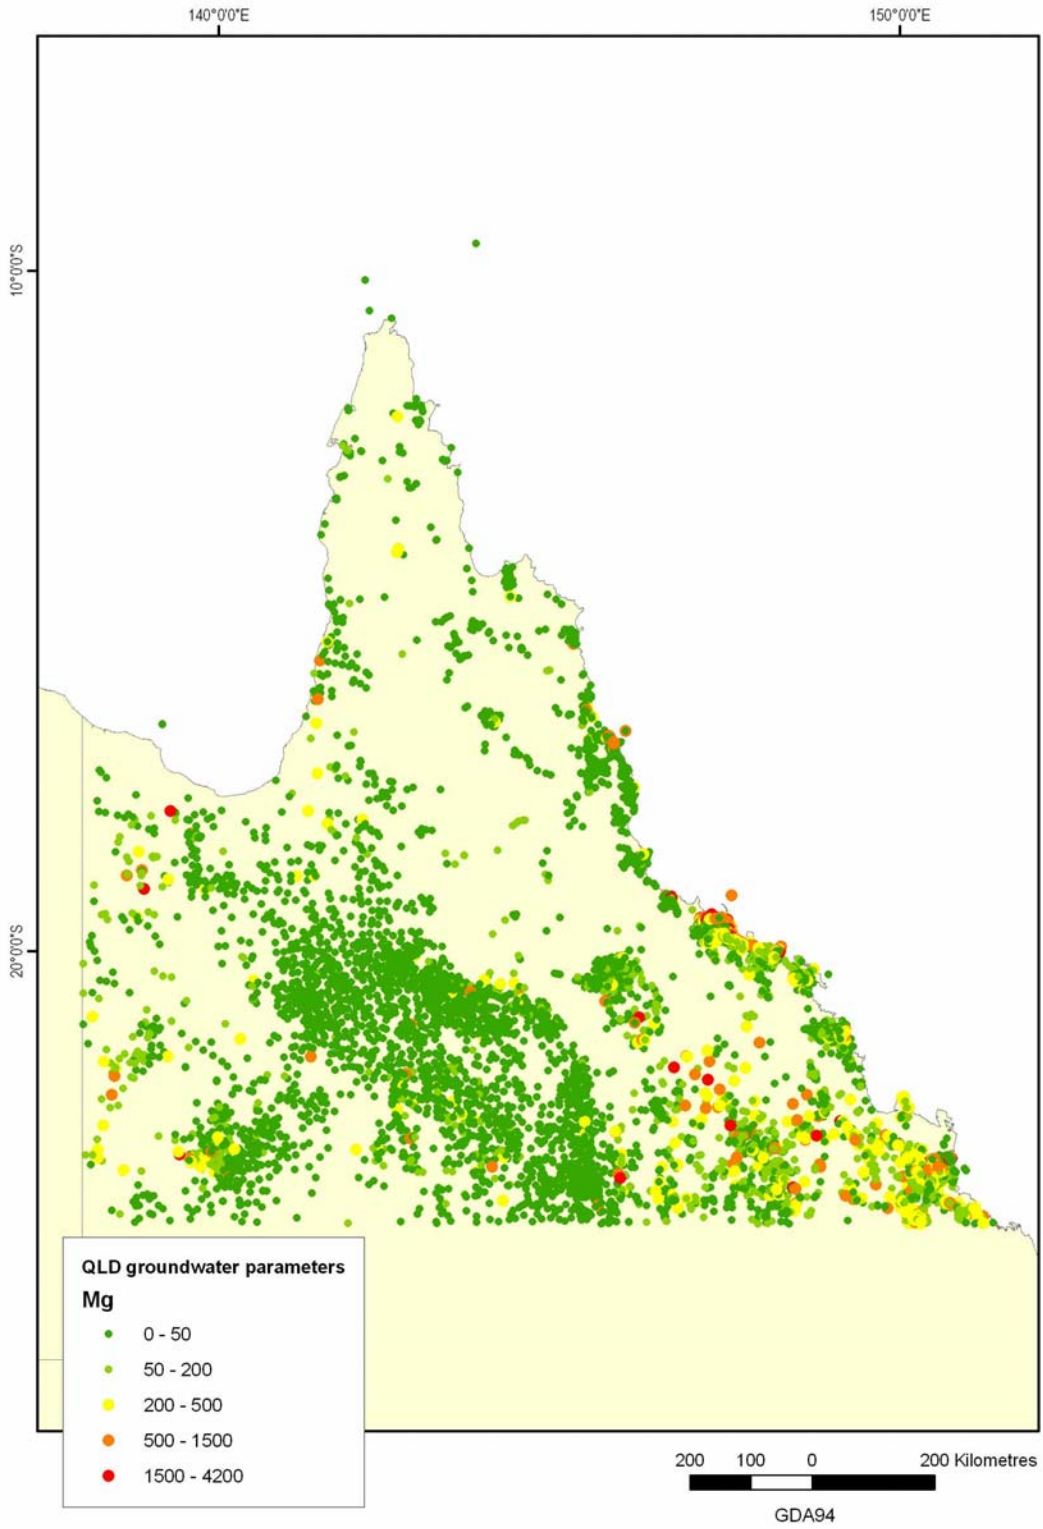 140°0'0"E
150°0'0"E
10°0'0"S
20°0'0"S
QLD groundwater parameters
Mg
0 - 50
50 - 200
200 - 500
500 - 1500
1500 - 4200
200 100 0 200 Kilometres
GDA94